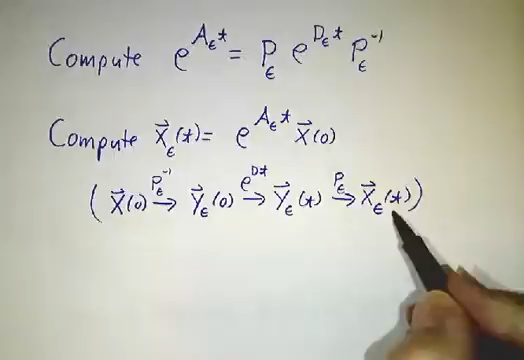 Compute e^{A_ϵ t} = P_ϵ e^{D_ϵ t} P_ϵ^{-1}
Compute x⃗_ϵ(t) = e^{A_ϵ t} x⃗(0)
( x⃗(0) →^{P_ϵ^{-1}} y⃗_ϵ(0) →^{e^{Dt}} y⃗_ϵ(t) →^{P_ϵ} x⃗_ϵ(t) )